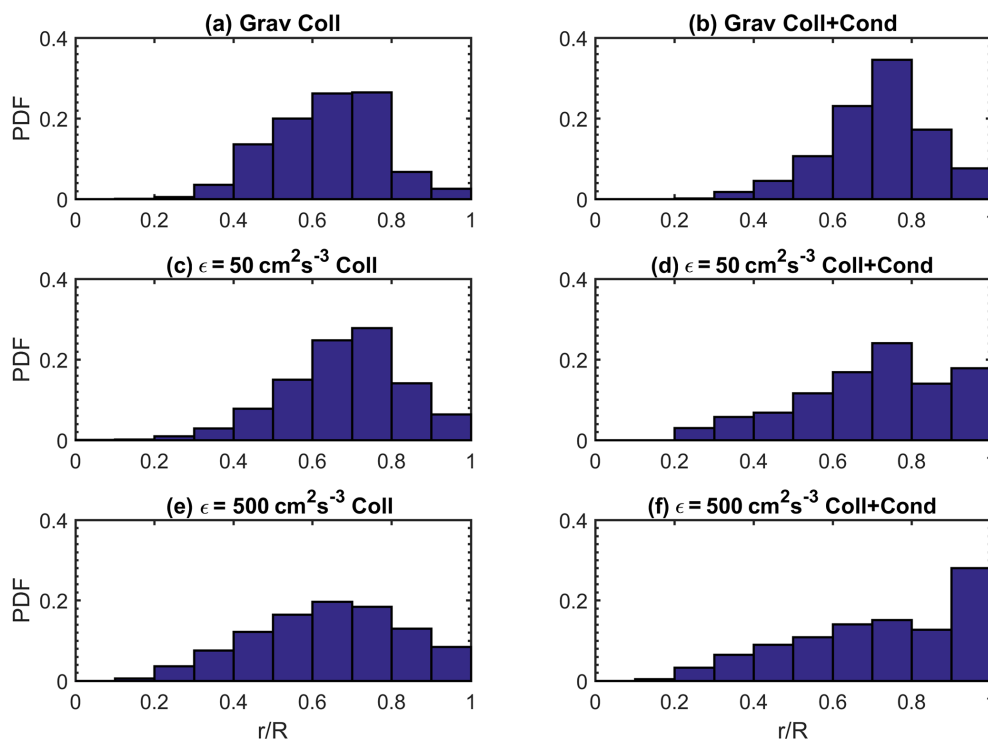 (a) Grav Coll
(b) Grav Coll+Cond
0.4
0.2
0
PDF
0 0.2 0.4 0.6 0.8 1
0.4
0.2
0
0 0.2 0.4 0.6 0.8 1
(c) ϵ = 50 cm²s⁻³ Coll
(d) ϵ = 50 cm²s⁻³ Coll+Cond
0.4
0.2
0
PDF
0 0.2 0.4 0.6 0.8 1
0.4
0.2
0
0 0.2 0.4 0.6 0.8 1
(e) ϵ = 500 cm²s⁻³ Coll
(f) ϵ = 500 cm²s⁻³ Coll+Cond
0.4
0.2
0
PDF
0 0.2 0.4 0.6 0.8 1
r/R
0.4
0.2
0
0 0.2 0.4 0.6 0.8 1
r/R